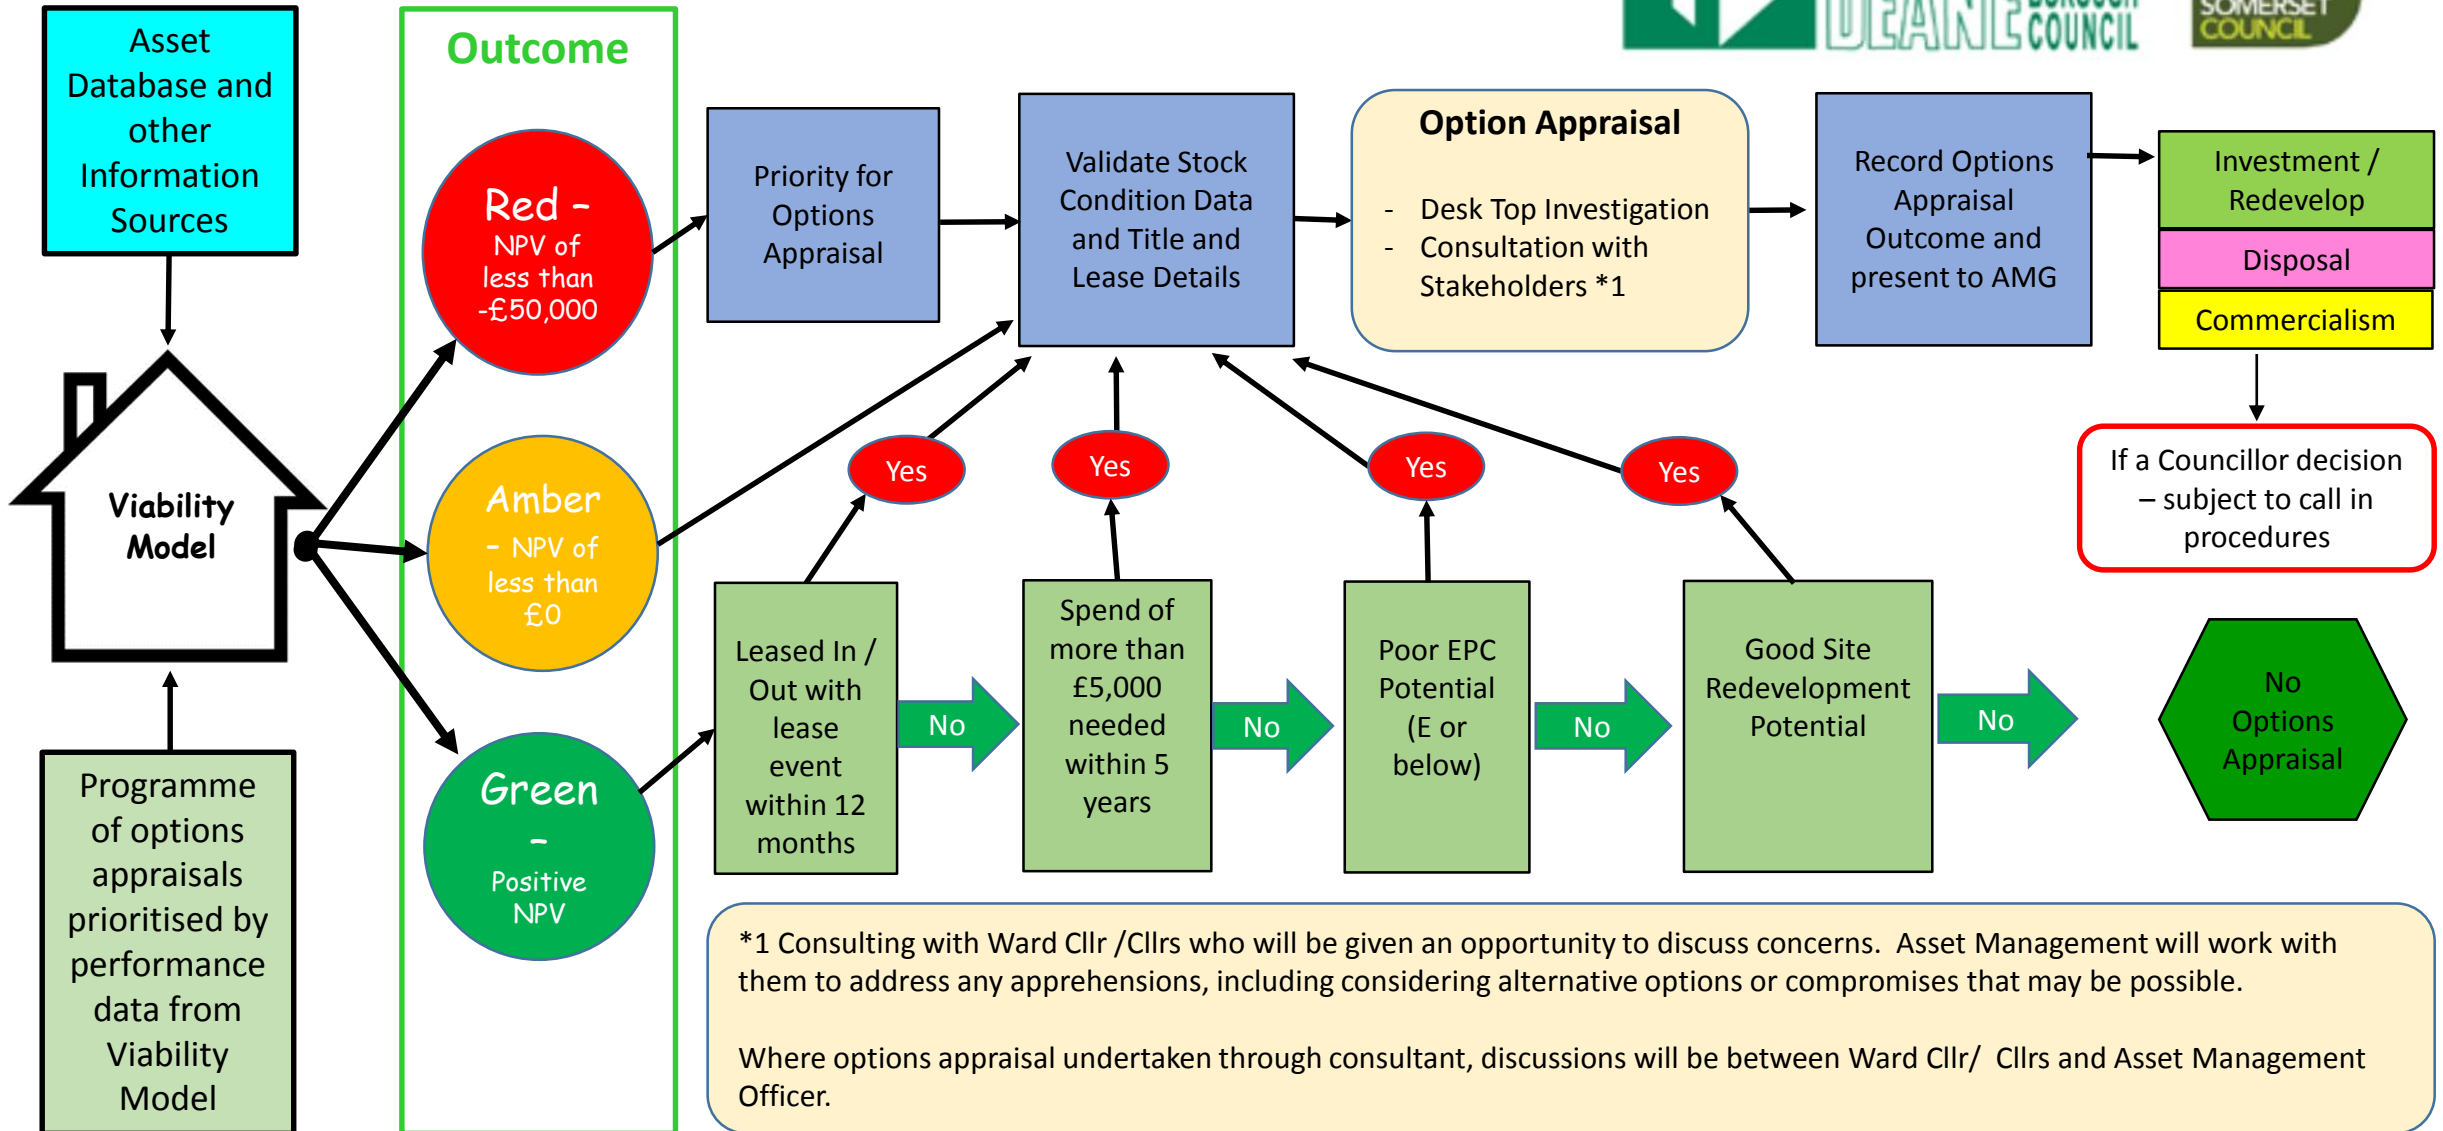 DEANE
COUNCIL
SOMERSET
COUNCIL
Asset
Database and
other
Information
Sources
Outcome
Red –
NPV of
less than
-£50,000
Priority for
Options
Appraisal
Validate Stock
Condition Data
and Title and
Lease Details
Option Appraisal
- Desk Top Investigation
- Consultation with
Stakeholders *1
Record Options
Appraisal
Outcome and
present to AMG
Investment /
Redevelop
Disposal
Commercialism
If a Councillor decision
– subject to call in
procedures
Viability
Model
Amber
– NPV of
less than
£0
Yes
Yes
Yes
Yes
Green
–
Positive
NPV
Leased In /
Out with
lease
event
within 12
months
No
Spend of
more than
£5,000
needed
within 5
years
No
Poor EPC
Potential
(E or
below)
No
Good Site
Redevelopment
Potential
No
No
Options
Appraisal
Programme
of options
appraisals
prioritised by
performance
data from
Viability
Model
*1 Consulting with Ward Cllr /Cllrs who will be given an opportunity to discuss concerns.  Asset Management will work with
them to address any apprehensions, including considering alternative options or compromises that may be possible.
Where options appraisal undertaken through consultant, discussions will be between Ward Cllr/  Cllrs and Asset Management
Officer.